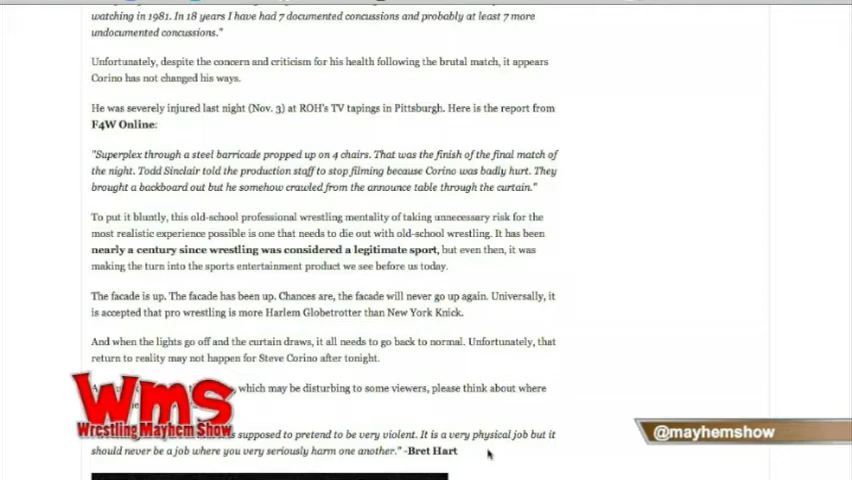 watching in 1981. In 18 years I have had 7 documented concussions and probably at least 7 more
undocumented concussions."
Unfortunately, despite the concern and criticism for his health following the brutal match, it appears
Corino has not changed his ways.
He was severely injured last night (Nov. 3) at ROH's TV tapings in Pittsburgh. Here is the report from
F4W Online:
"Superplex through a steel barricade propped up on 4 chairs. That was the finish of the final match of
the night. Todd Sinclair told the production staff to stop filming because Corino was badly hurt. They
brought a backboard out but he somehow crawled from the announce table through the curtain."
To put it bluntly, this old-school professional wrestling mentality of taking unnecessary risk for the
most realistic experience possible is one that needs to die out with old-school wrestling. It has been
nearly a century since wrestling was considered a legitimate sport, but even then, it was
making the turn into the sports entertainment product we see before us today.
The facade is up. The facade has been up. Chances are, the facade will never go up again. Universally, it
is accepted that pro wrestling is more Harlem Globetrotter than New York Knick.
And when the lights go off and the curtain draws, it all needs to go back to normal. Unfortunately, that
return to reality may not happen for Steve Corino after tonight.
which may be disturbing to some viewers, please think about where
supposed to pretend to be very violent. It is a very physical job but it
should never be a job where you very seriously harm one another." -Bret Hart
WMS
Wrestling Mayhem Show
@mayhemshow